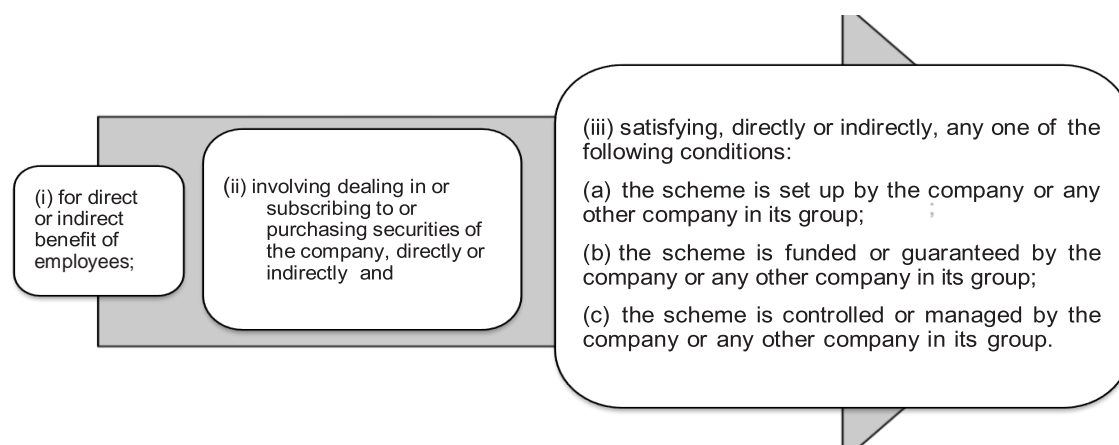 (i) for direct
or indirect
benefit of
employees;
(ii) involving dealing in or
subscribing to or
purchasing securities of
the company, directly or
indirectly and
(iii) satisfying, directly or indirectly, any one of the
following conditions:
(a) the scheme is set up by the company or any
other company in its group;
(b) the scheme is funded or guaranteed by the
company or any other company in its group;
(c) the scheme is controlled or managed by the
company or any other company in its group.